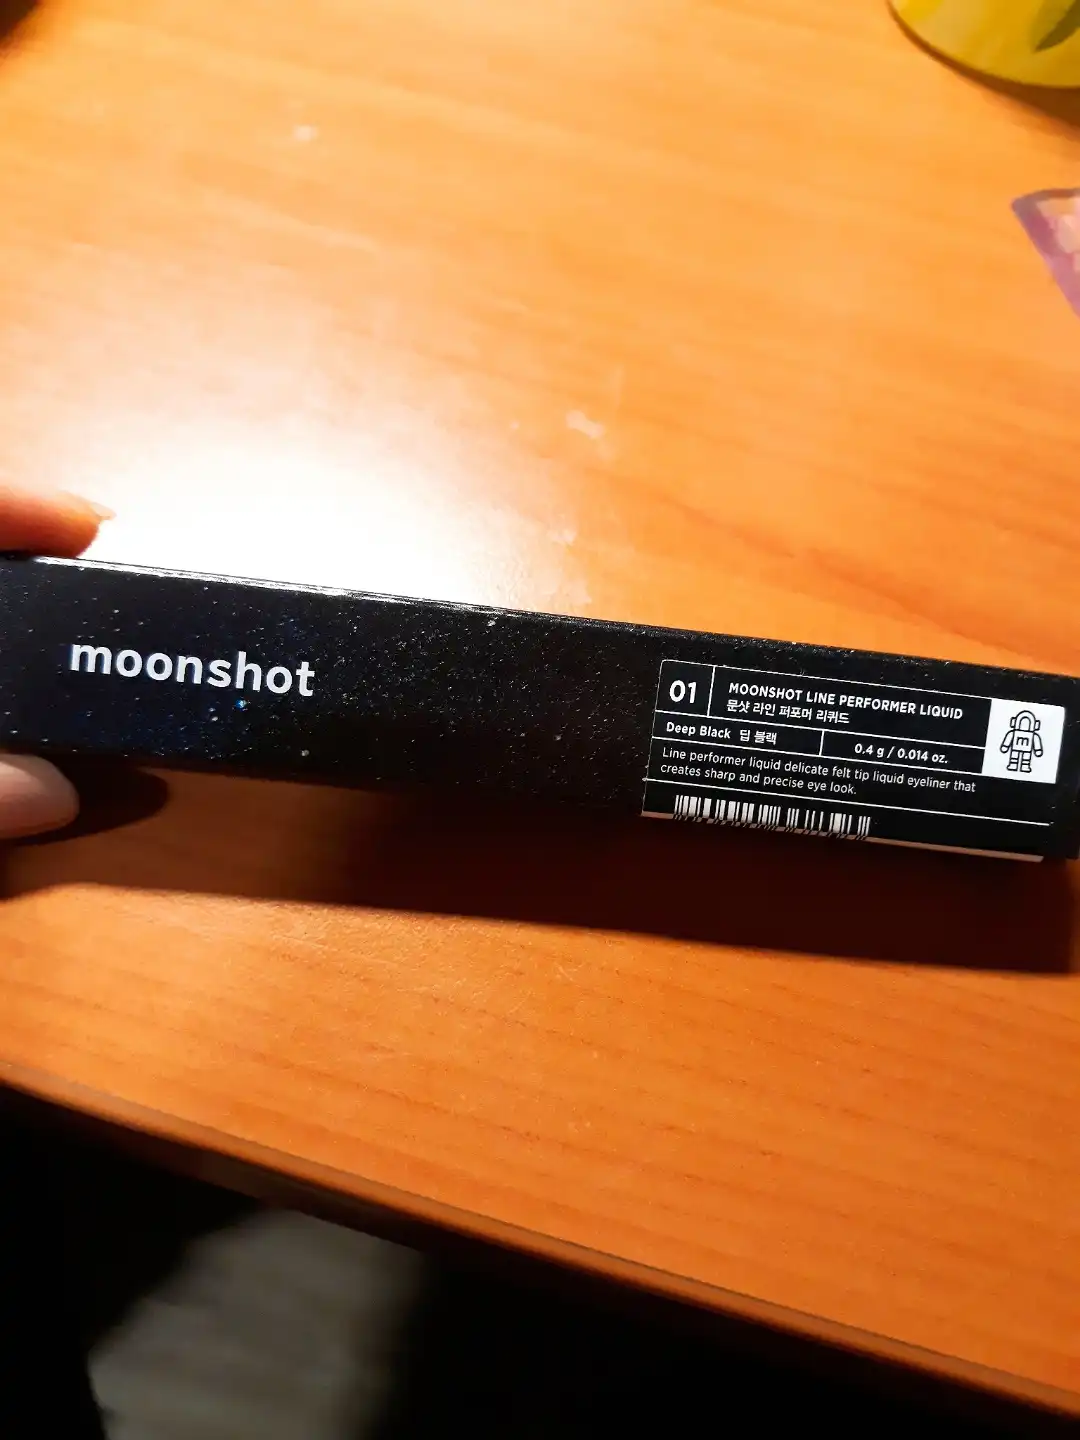 moonshot
01
MOONSHOT LINE PERFORMER LIQUID
문샷 라인 퍼포머 리퀴드
Deep Black 딥 블랙
0.4 g / 0.014 oz.
Line performer liquid delicate felt tip liquid eyeliner that
creates sharp and precise eye look.
m